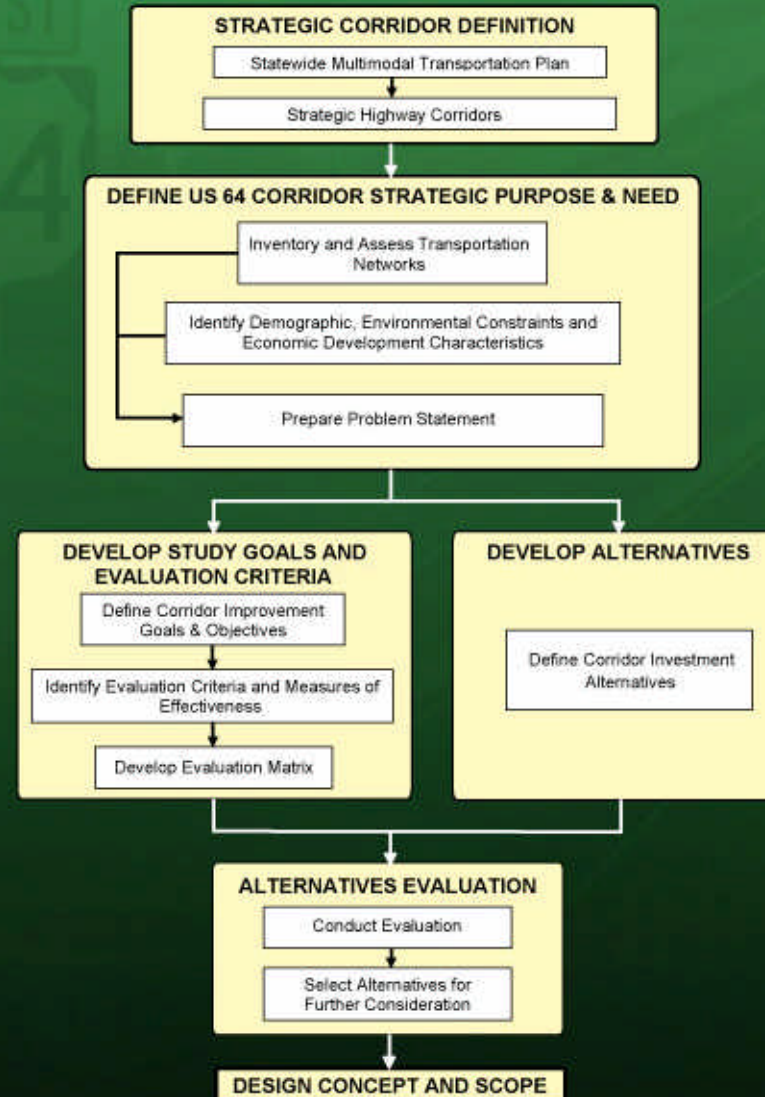 ST
4
STRATEGIC CORRIDOR DEFINITION
Statewide Multimodal Transportation Plan
Strategic Highway Corridors
DEFINE US 64 CORRIDOR STRATEGIC PURPOSE & NEED
Inventory and Assess Transportation
Networks
Identify Demographic, Environmental Constraints and
Economic Development Characteristics
Prepare Problem Statement
DEVELOP STUDY GOALS AND
EVALUATION CRITERIA
Define Corridor Improvement
Goals & Objectives
Identify Evaluation Criteria and Measures of
Effectiveness
Develop Evaluation Matrix
DEVELOP ALTERNATIVES
Define Corridor Investment
Alternatives
ALTERNATIVES EVALUATION
Conduct Evaluation
Select Alternatives for
Further Consideration
DESIGN CONCEPT AND SCOPE